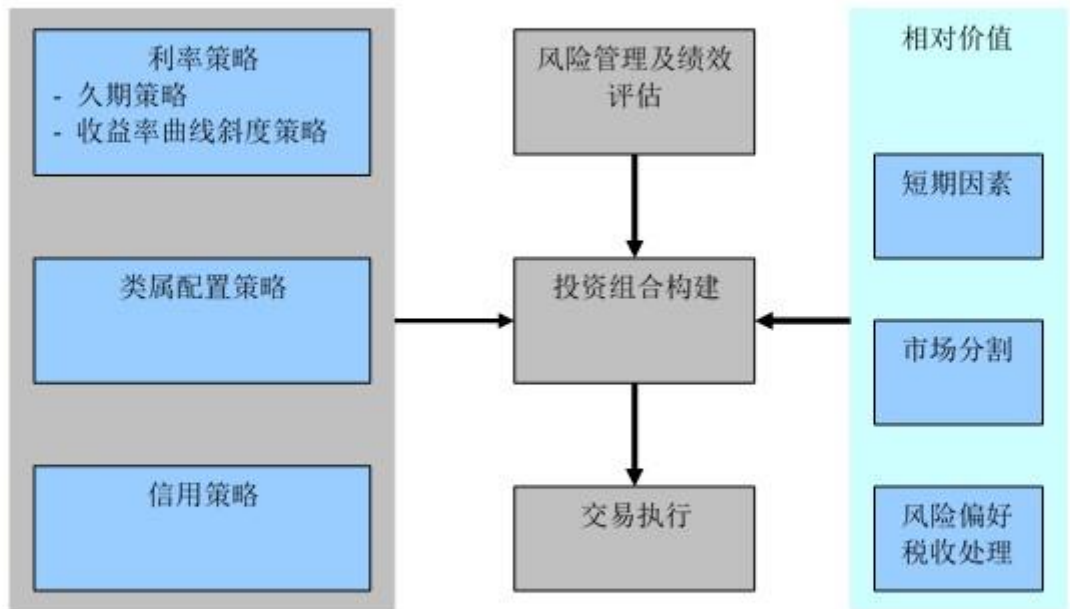 利率策略
- 久期策略
- 收益率曲线斜度策略
类属配置策略
信用策略
风险管理及绩效
评估
投资组合构建
交易执行
相对价值
短期因素
市场分割
风险偏好
税收处理